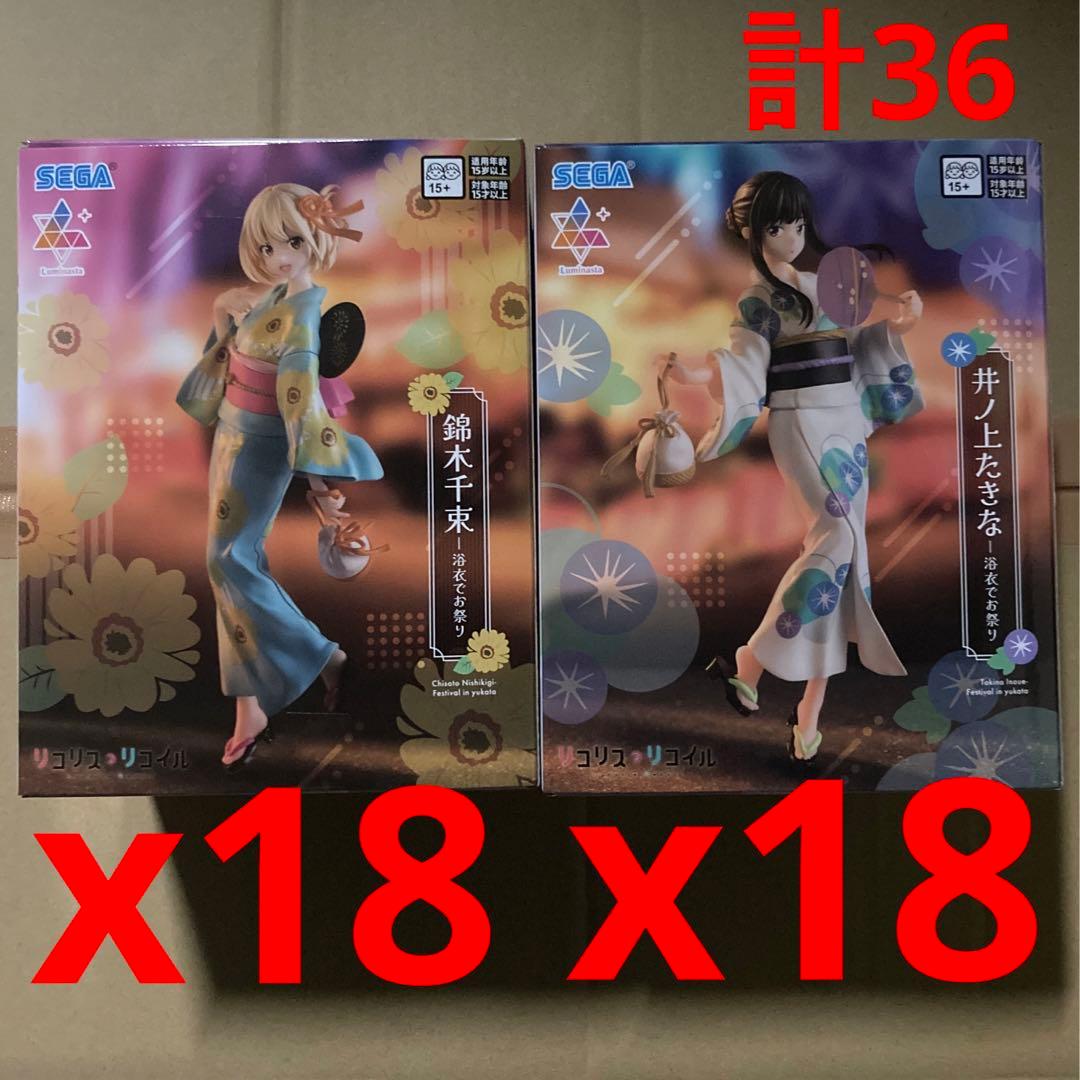 計36
SEGA
15+
適用年齢
15岁以上
対象年齢
15才以上
Luminasta
錦木千束
浴衣でお祭り
Chisato Nishikigi-
Festival in yukata
リコリス リコイル
SEGA
15+
適用年齢
15岁以上
対象年齢
15才以上
Luminasta
井ノ上たきな
浴衣でお祭り
Takina Inoue-
Festival in yukata
リコリス リコイル
x18 x18